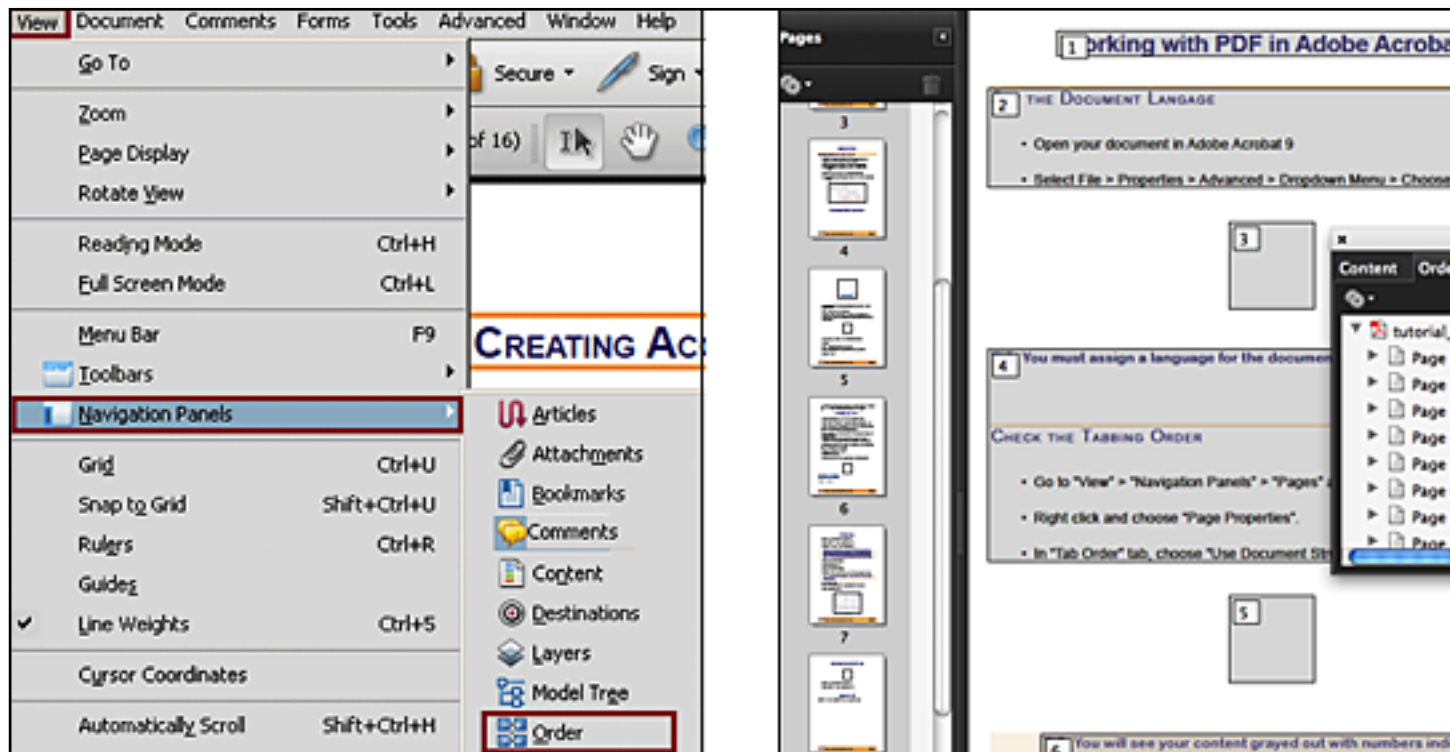 View Document Comments Forms Tools Advanced Window Help
Go To
Zoom
Page Display
Rotate View
Reading Mode Ctrl+H
Full Screen Mode Ctrl+L
Menu Bar F9
Toolbars
Navigation Panels
Grid Ctrl+U
Snap to Grid Shift+Ctrl+U
Rulers Ctrl+R
Guides
Line Weights Ctrl+5
Cursor Coordinates
Automatically Scroll Shift+Ctrl+H
Secure Sign
of 16)
CREATING AC
Articles
Attachments
Bookmarks
Comments
Content
Destinations
Layers
Model Tree
Order
Pages
3
4
5
6
7
1 orking with PDF in Adobe Acroba
2 THE DOCUMENT LANGAGE
• Open your document in Adobe Acrobat 9
• Select File > Properties > Advanced > Dropdown Menu > Choose
3
4 You must assign a language for the documen
CHECK THE TABBING ORDER
• Go to "View" > "Navigation Panels" > "Pages"
• Right click and choose "Page Properties".
• In "Tab Order" tab, choose "Use Document Str
5
6 You will see your content grayed out with numbers indi
Content Orde
tutorial_
Page
Page
Page
Page
Page
Page
Page
Page